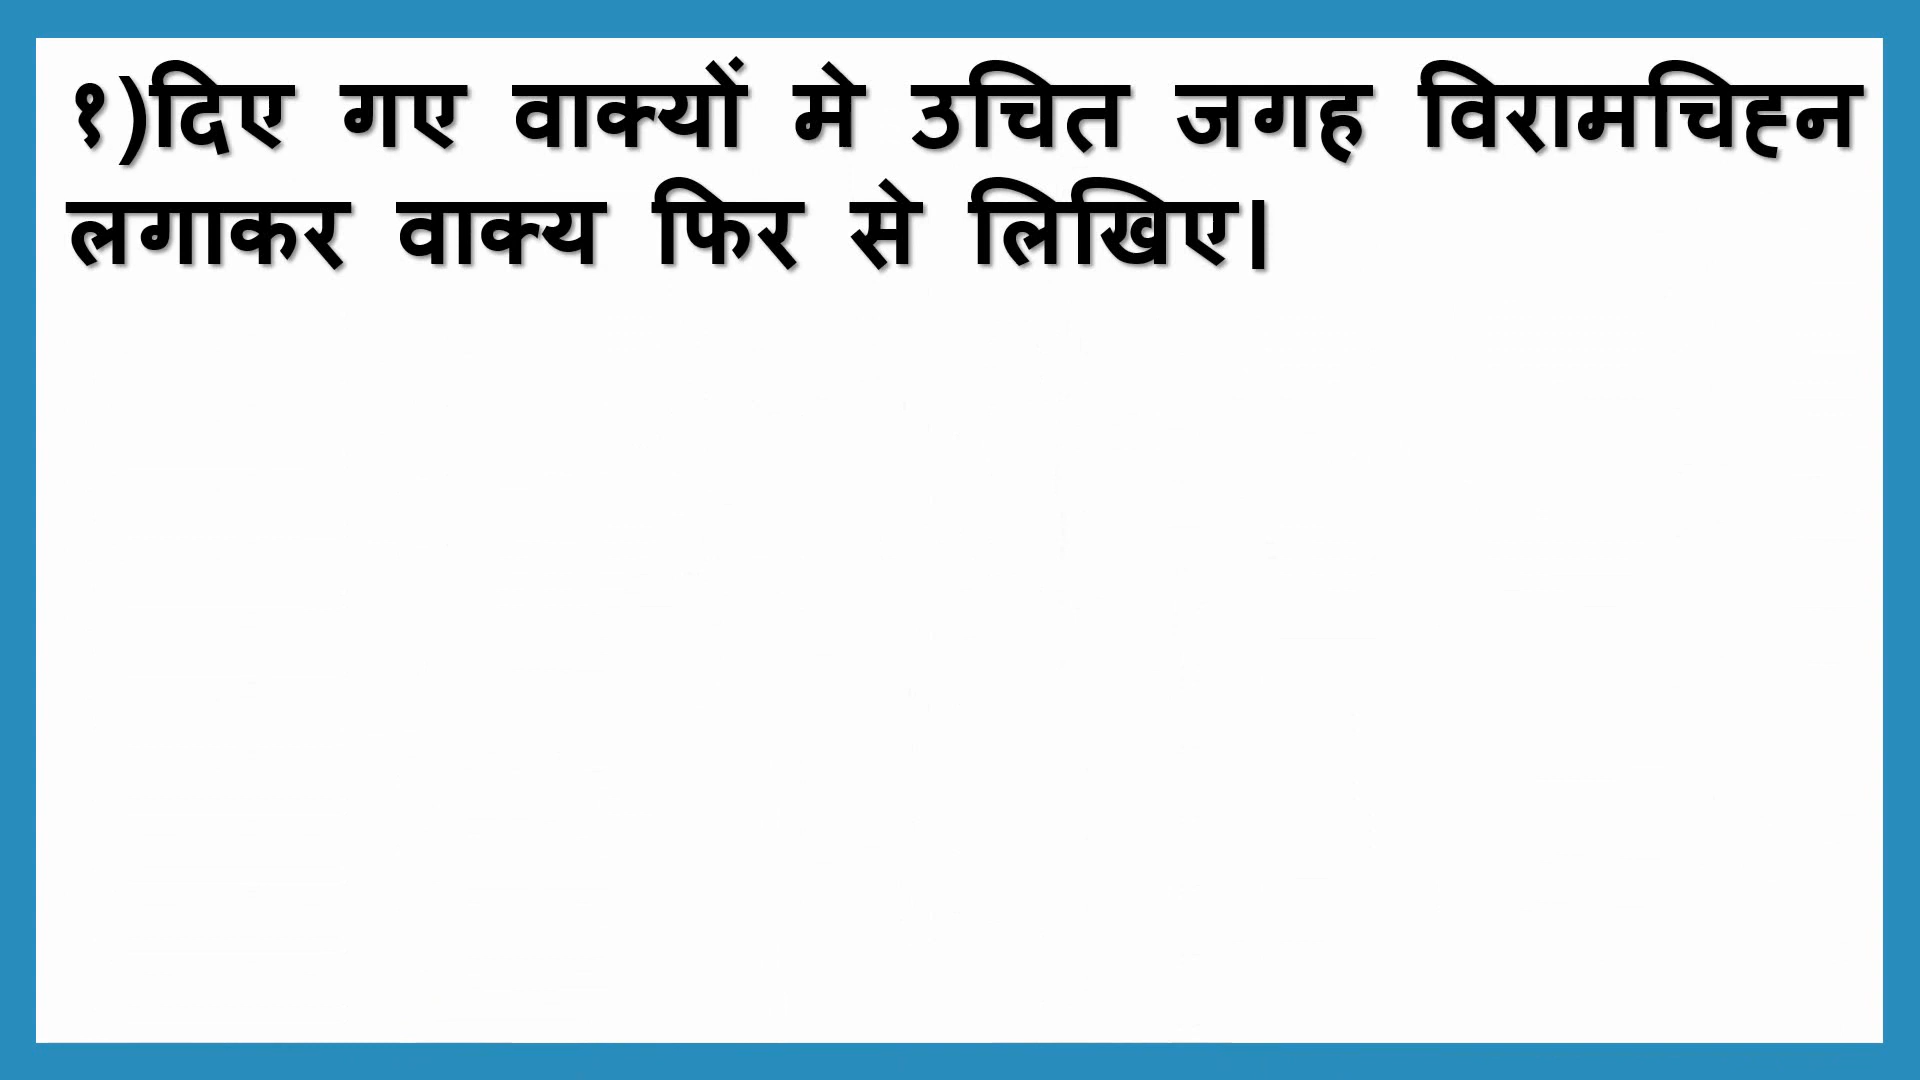 १)दिए गए वाक्यों मे उचित जगह विरामचिह्न
लगाकर वाक्य फिर से लिखिए।